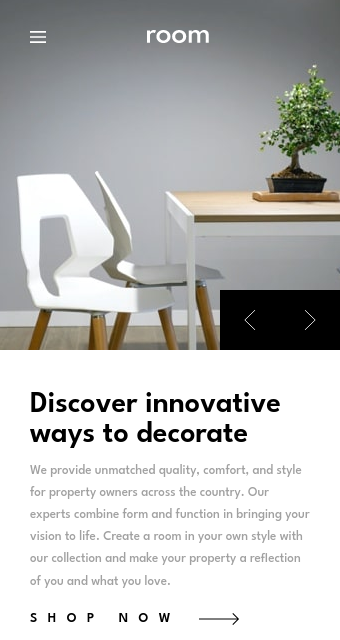 room
Discover innovative
ways to decorate
We provide unmatched quality, comfort, and style
for property owners across the country. Our
experts combine form and function in bringing your
vision to life. Create a room in your own style with
our collection and make your property a reflection
of you and what you love.
SHOP NOW